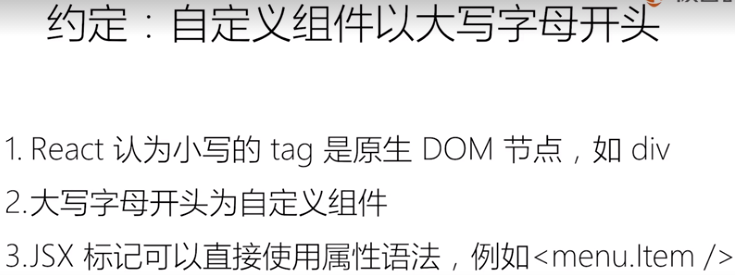 约定：自定义组件以大写字母开头
1. React 认为小写的 tag 是原生 DOM 节点，如 div
2.大写字母开头为自定义组件
3.JSX 标记可以直接使用属性语法，例如<menu.Item />